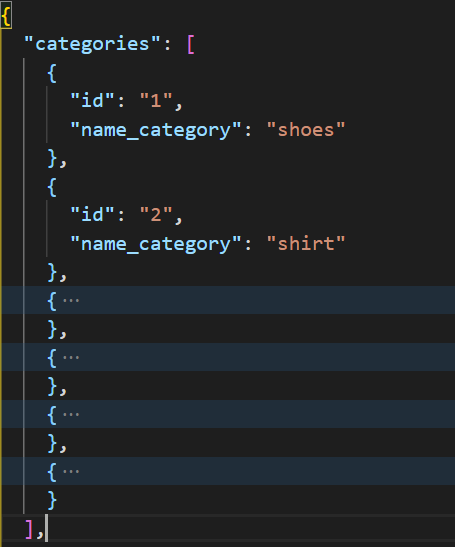 {
"categories": [
{
"id": "1",
"name_category": "shoes"
},
{
"id": "2",
"name_category": "shirt"
},
{ ···
},
{ ···
},
{ ···
},
{ ···
}
],